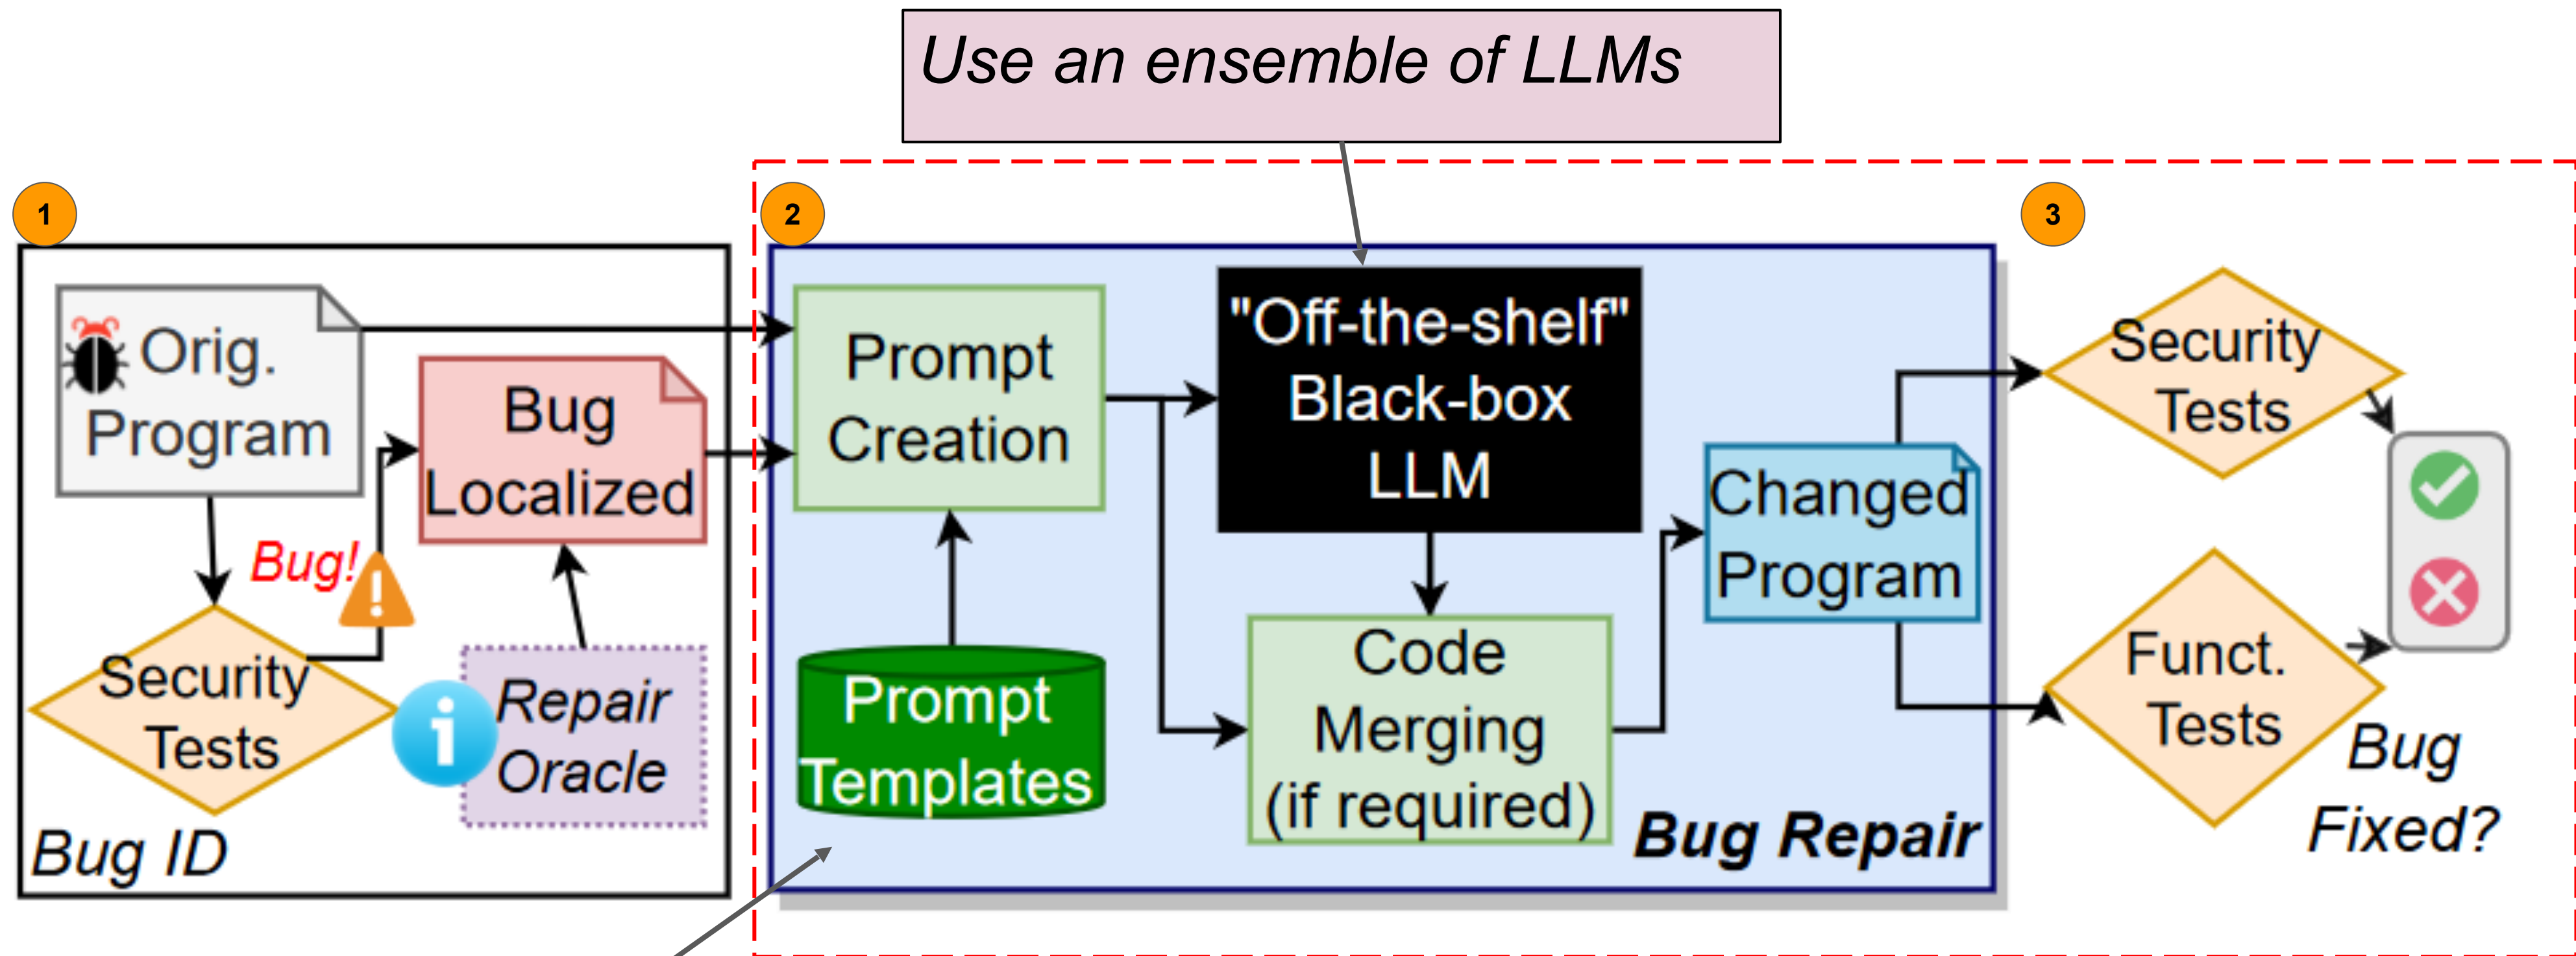 Use an ensemble of LLMs
1
2
3
Orig.
Program
Bug
Localized
Bug!
Security
Tests
Repair
Oracle
Bug ID
Prompt
Creation
Prompt
Templates
"Off-the-shelf"
Black-box
LLM
Code
Merging
(if required)
Changed
Program
Bug Repair
Security
Tests
Funct.
Tests
Bug
Fixed?